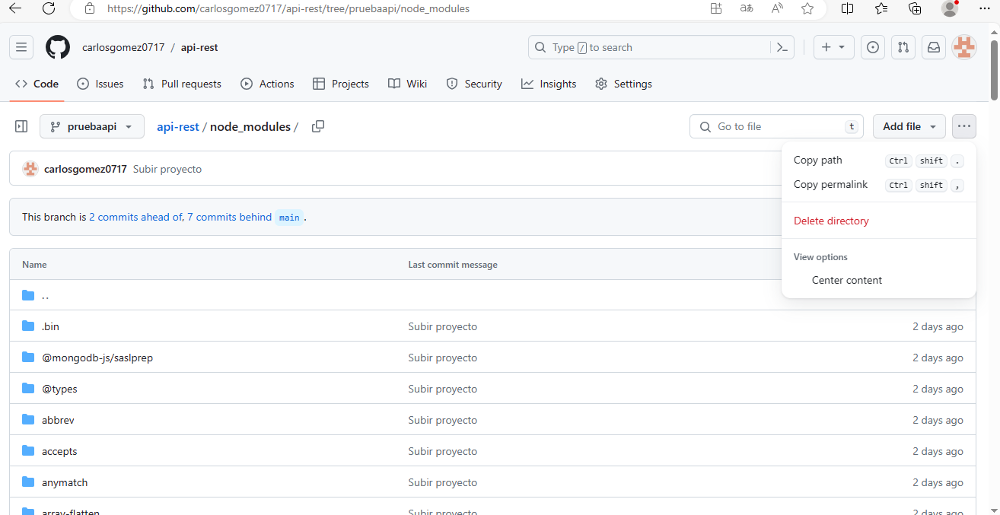 https://github.com/carlosgomez0717/api-rest/tree/pruebaapi/node_modules
carlosgomez0717 / api-rest
Type / to search
Code Issues Pull requests Actions Projects Wiki Security Insights Settings
pruebaapi api-rest / node_modules /
Go to file t
Add file
Copy path Ctrl shift .
Copy permalink Ctrl shift ,
Delete directory
View options
Center content
carlosgomez0717 Subir proyecto
This branch is 2 commits ahead of, 7 commits behind main .
Name Last commit message
..
.bin Subir proyecto 2 days ago
@mongodb-js/saslprep Subir proyecto 2 days ago
@types Subir proyecto 2 days ago
abbrev Subir proyecto 2 days ago
accepts Subir proyecto 2 days ago
anymatch Subir proyecto 2 days ago
array-flatten Subir proyecto 2 days ago